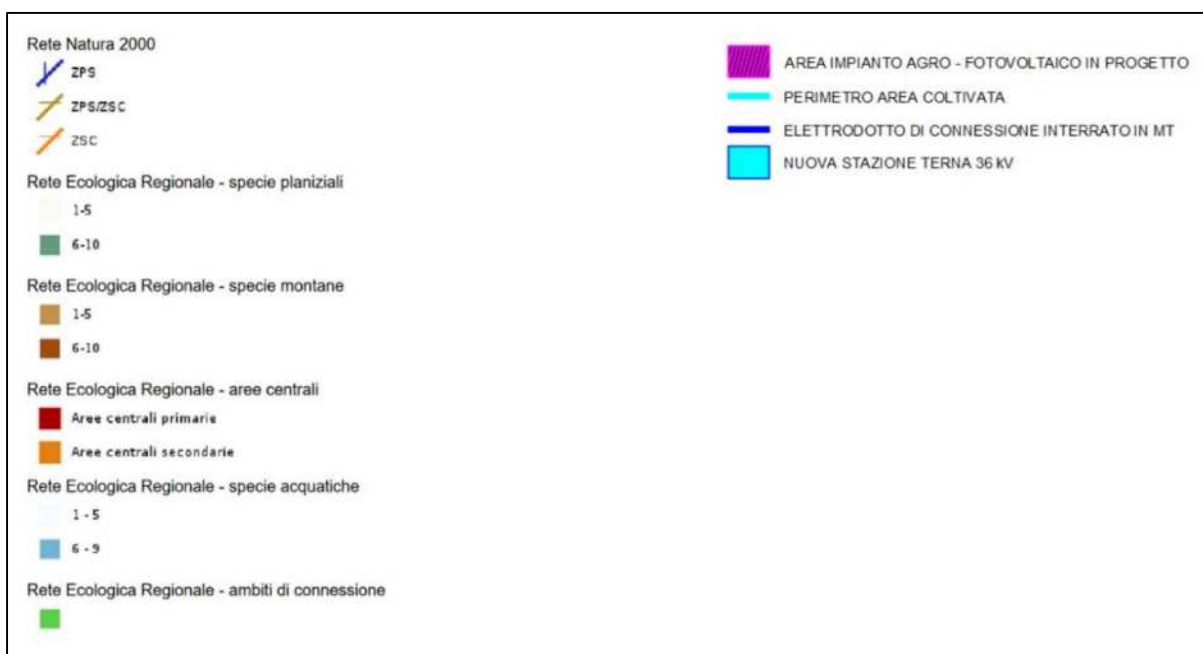 Rete Natura 2000
ZPS
ZPS/ZSC
ZSC
Rete Ecologica Regionale - specie planiziali
1-5
6-10
Rete Ecologica Regionale - specie montane
1-5
6-10
Rete Ecologica Regionale - aree centrali
Aree centrali primarie
Aree centrali secondarie
Rete Ecologica Regionale - specie acquatiche
1 - 5
6 - 9
Rete Ecologica Regionale - ambiti di connessione
AREA IMPIANTO AGRO - FOTOVOLTAICO IN PROGETTO
PERIMETRO AREA COLTIVATA
ELETTRODOTTO DI CONNESSIONE INTERRATO IN MT
NUOVA STAZIONE TERNA 36 kV